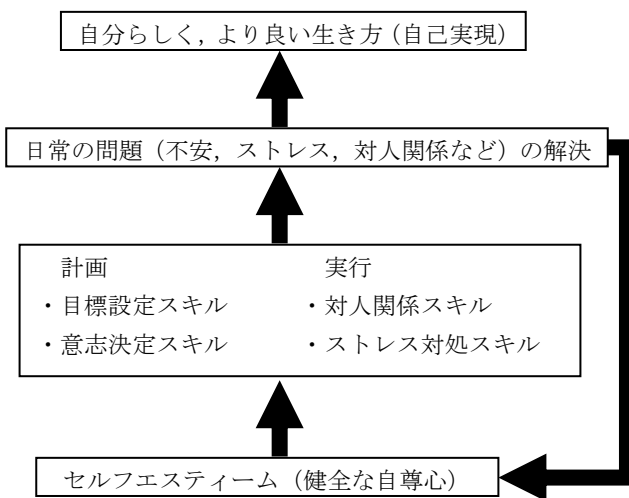 自分らしく，より良い生き方（自己実現）
日常の問題（不安，ストレス，対人関係など）の解決
計画　　　　　　　実行
・目標設定スキル　　・対人関係スキル
・意志決定スキル　　・ストレス対処スキル
セルフエスティーム（健全な自尊心）